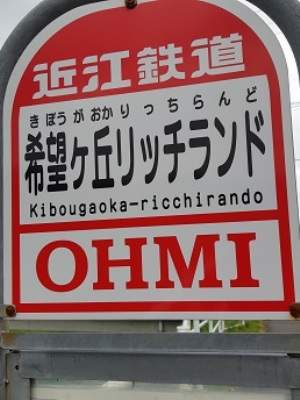 近江鉄道
きぼうがおかりっちらんど
希望ヶ丘リッチランド
Kibougaoka-ricchirando
OHMI